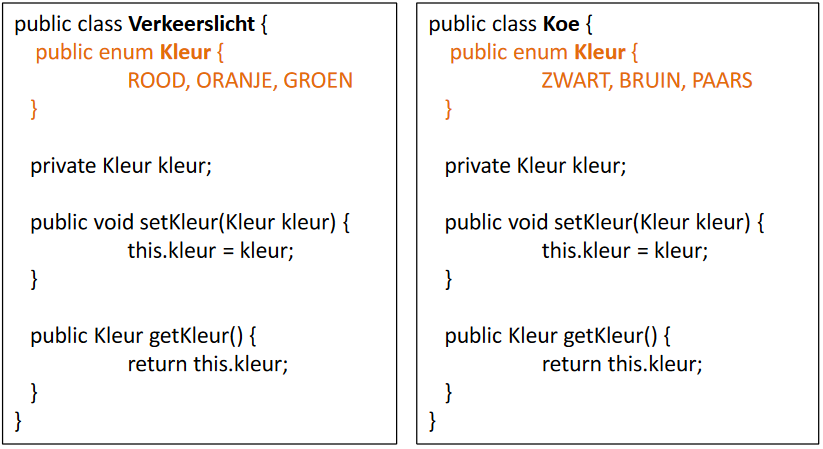 public class Verkeerslicht {
public enum Kleur {
ROOD, ORANJE, GROEN
}
private Kleur kleur;
public void setKleur(Kleur kleur) {
this.kleur = kleur;
}
public Kleur getKleur() {
return this.kleur;
}
}
public class Koe {
public enum Kleur {
ZWART, BRUIN, PAARS
}
private Kleur kleur;
public void setKleur(Kleur kleur) {
this.kleur = kleur;
}
public Kleur getKleur() {
return this.kleur;
}
}